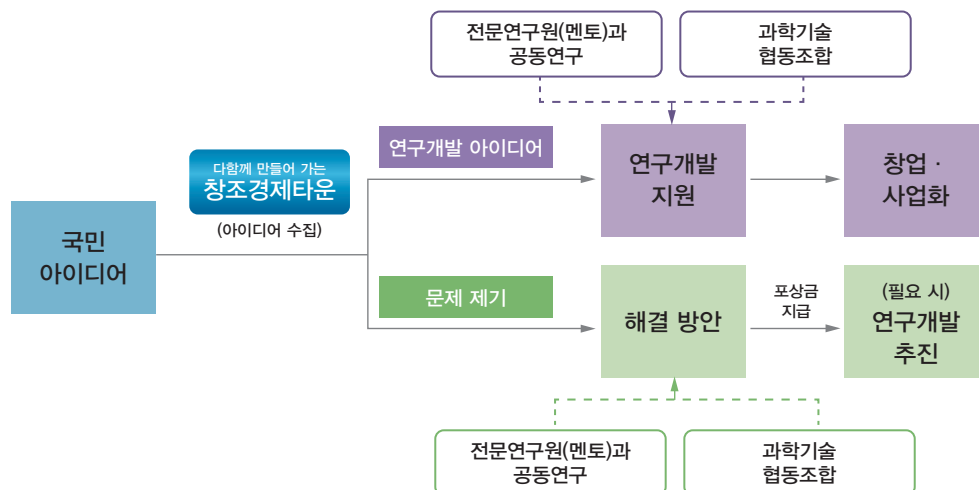 전문연구원(멘토)과
공동연구
과학기술
협동조합
연구개발 아이디어
다함께 만들어 가는
창조경제타운
(아이디어 수집)
국민
아이디어
연구개발
지원
창업 ·
사업화
문제 제기
해결 방안
포상금
지급
(필요 시)
연구개발
추진
전문연구원(멘토)과
공동연구
과학기술
협동조합